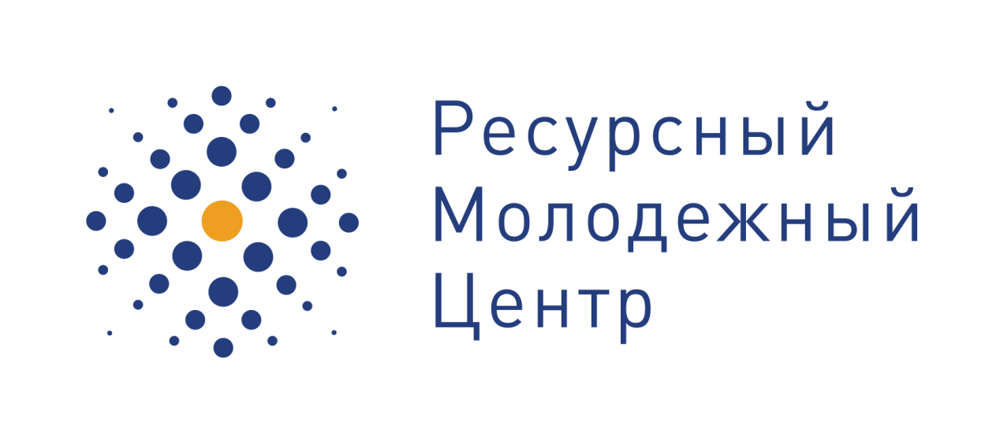 Ресурсный
Молодежный
Центр